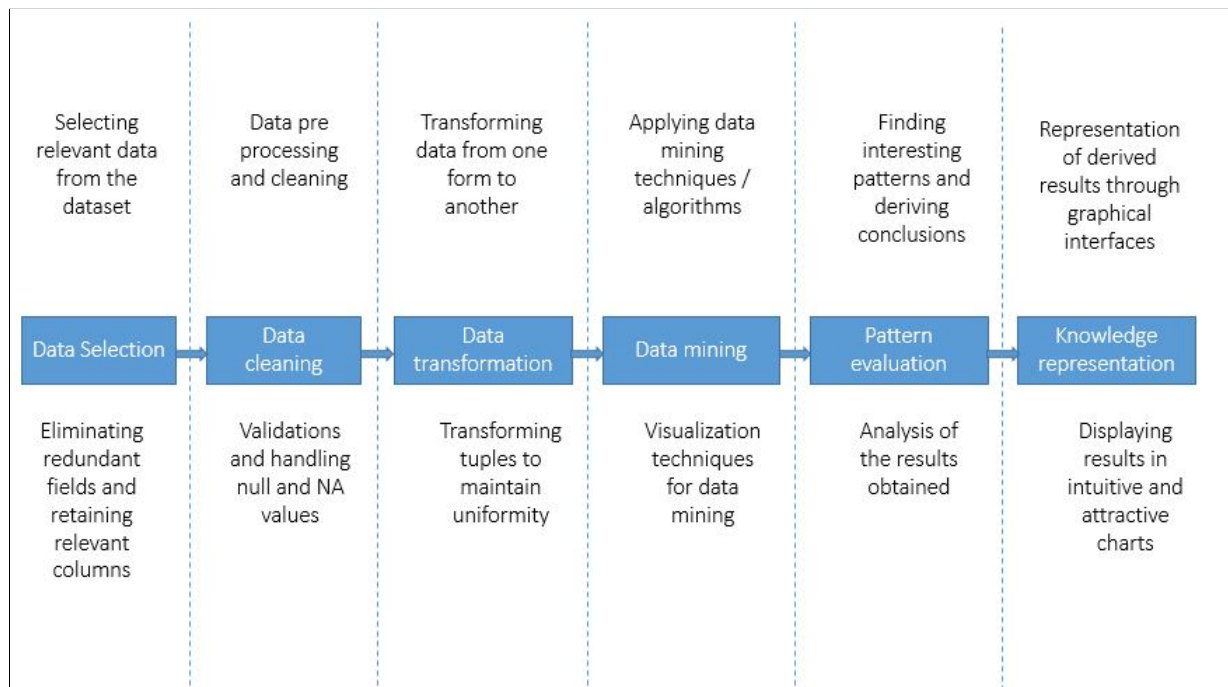 Selecting
relevant data
from the
dataset
Data pre
processing
and cleaning
Transforming
data from one
form to
another
Applying data
mining
techniques /
algorithms
Finding
interesting
patterns and
deriving
conclusions
Representation
of derived
results through
graphical
interfaces
Data Selection
Data
cleaning
Data
transformation
Data mining
Pattern
evaluation
Knowledge
representation
Eliminating
redundant
fields and
retaining
relevant
columns
Validations
and handling
null and NA
values
Transforming
tuples to
maintain
uniformity
Visualization
techniques
for data
mining
Analysis of
the results
obtained
Displaying
results in
intuitive and
attractive
charts